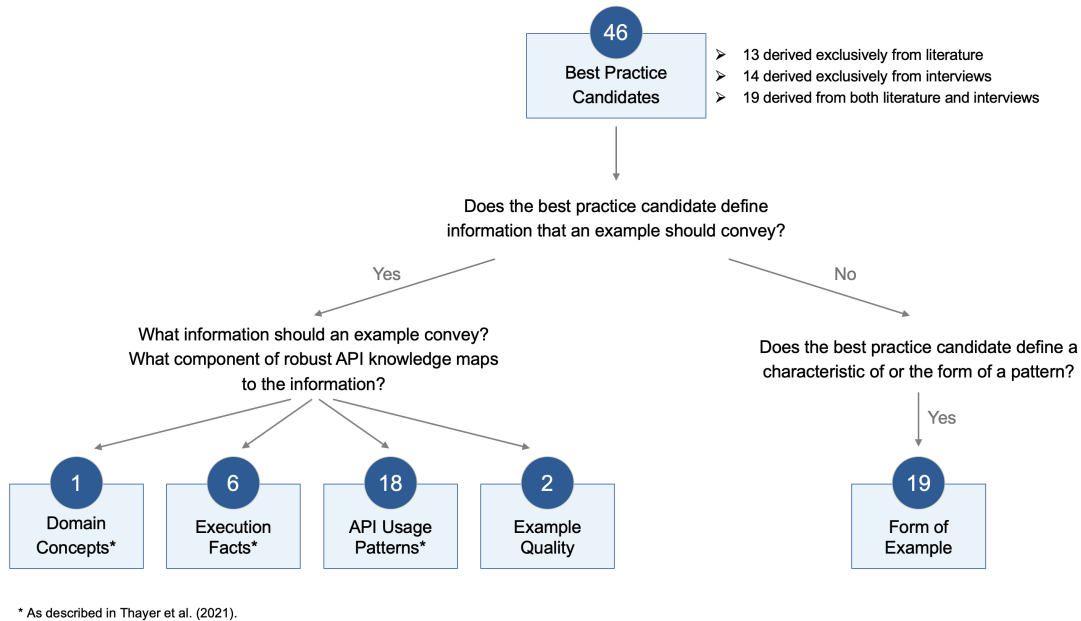 46
Best Practice
Candidates
➢ 13 derived exclusively from literature
➢ 14 derived exclusively from interviews
➢ 19 derived from both literature and interviews
Does the best practice candidate define
information that an example should convey?
Yes
No
What information should an example convey?
What component of robust API knowledge maps
to the information?
Does the best practice candidate define a
characteristic of or the form of a pattern?
Yes
1
Domain
Concepts*
6
Execution
Facts*
18
API Usage
Patterns*
2
Example
Quality
19
Form of
Example
* As described in Thayer et al. (2021).